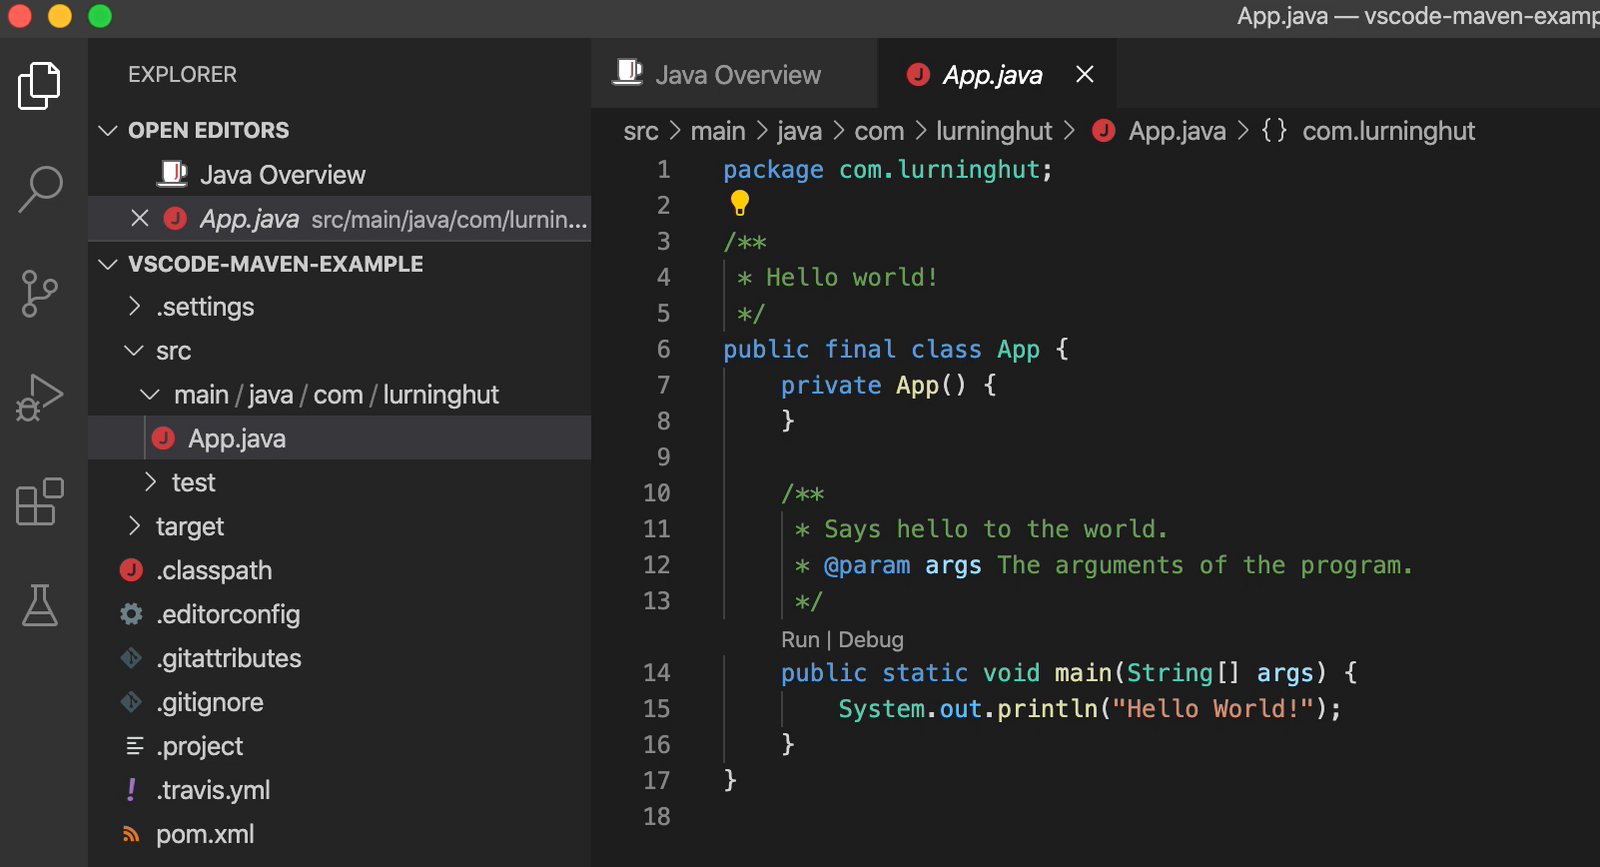 App.java — vscode-maven-examp
EXPLORER
OPEN EDITORS
Java Overview
App.java src/main/java/com/lurnin...
VSCODE-MAVEN-EXAMPLE
.settings
src
main / java / com / lurninghut
App.java
test
target
.classpath
.editorconfig
.gitattributes
.gitignore
.project
.travis.yml
pom.xml
Java Overview
App.java
src > main > java > com > lurninghut > App.java > {} com.lurninghut
1 package com.lurninghut;
2
3 /**
4 * Hello world!
5 */
6 public final class App {
7 private App() {
8 }
9
10 /**
11 * Says hello to the world.
12 * @param args The arguments of the program.
13 */
Run | Debug
14 public static void main(String[] args) {
15 System.out.println("Hello World!");
16 }
17 }
18